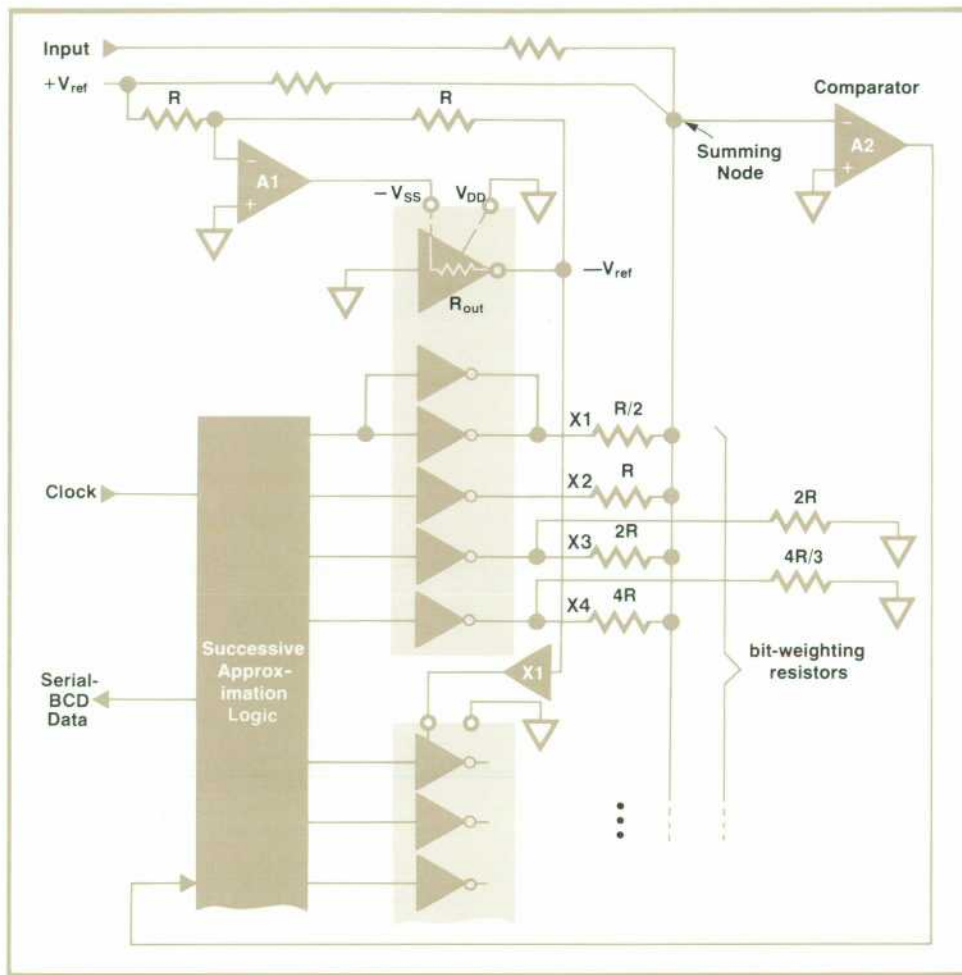 Input
+V_ref
R
R
Comparator
− +
A1
− +
A2
Summing
Node
−V_SS
V_DD
R_out
—V_ref
X1
R/2
X2
R
X3
2R
2R
X4
4R
4R/3
Clock
Successive
Approx-
imation
Logic
Serial-
BCD
Data
X1
bit-weighting
resistors